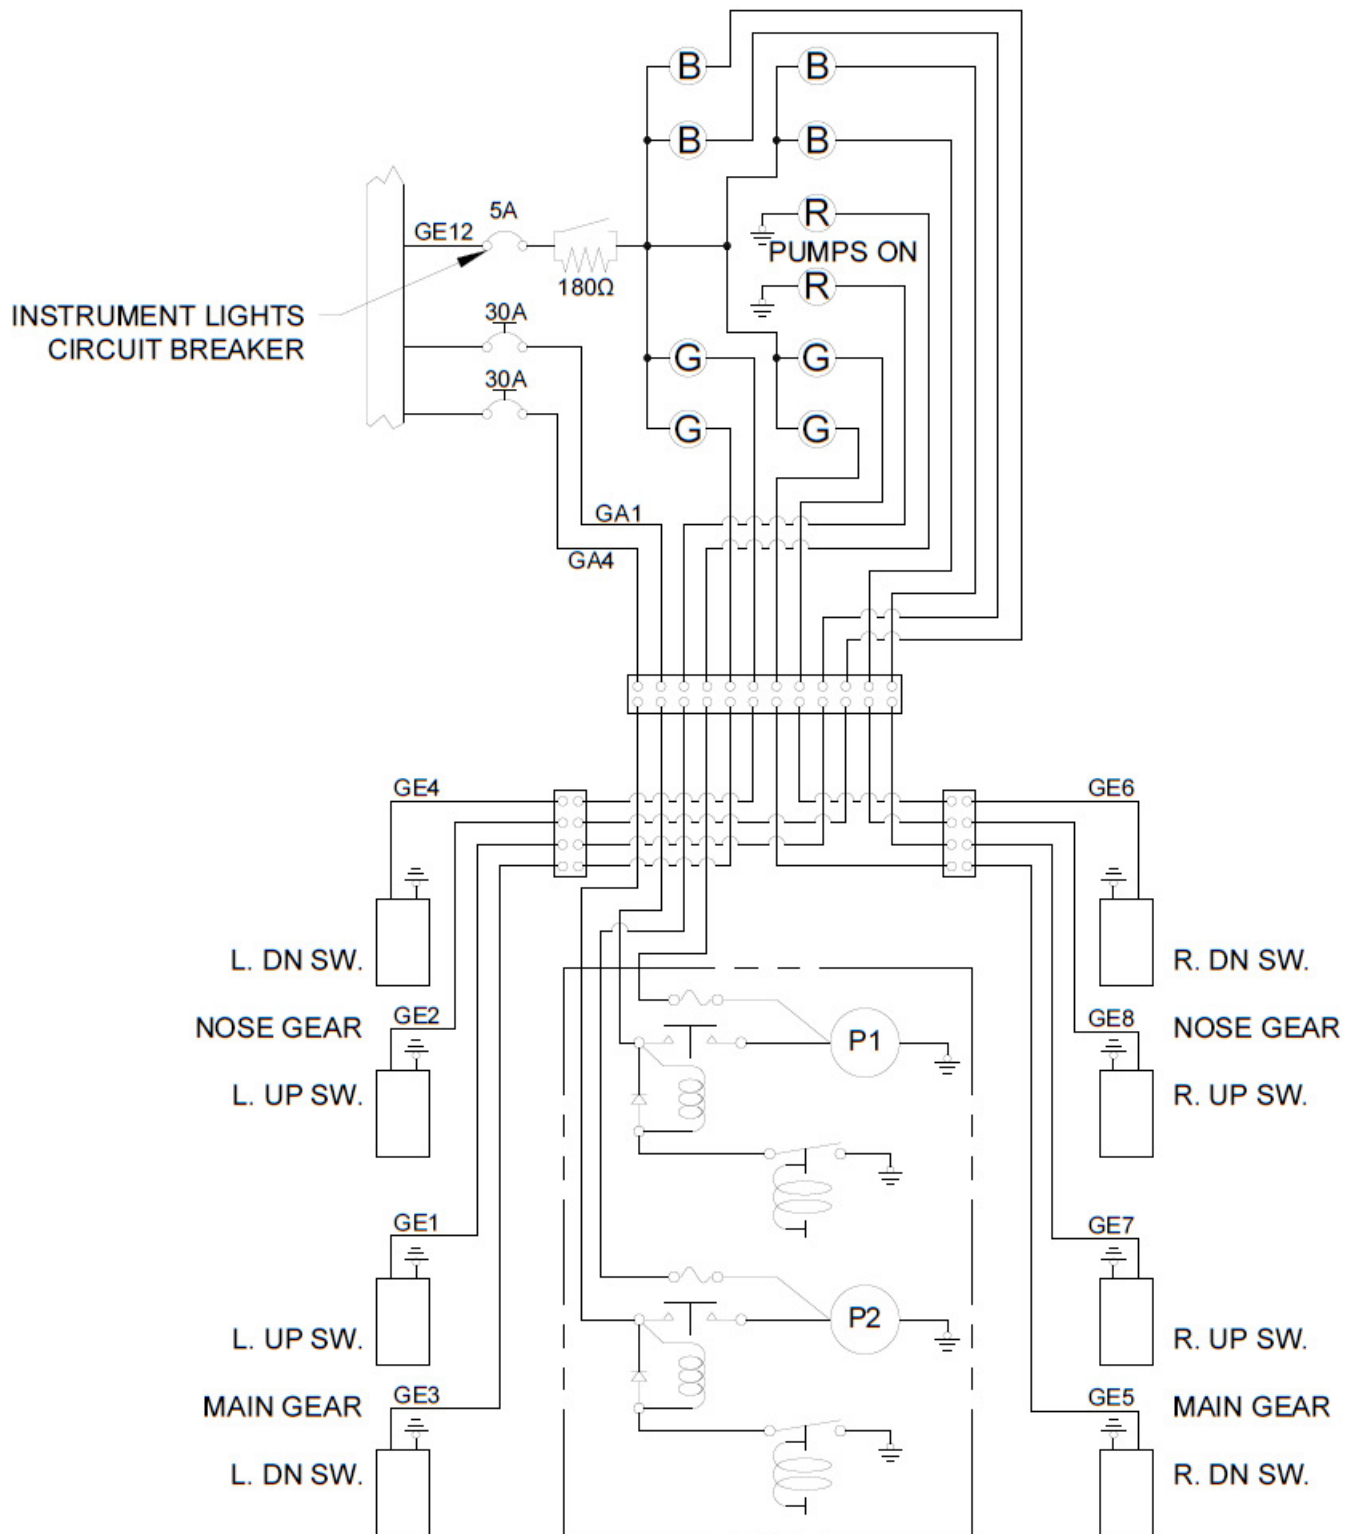 B B
B B
5A
R
GE12
PUMPS ON
180Ω
R
INSTRUMENT LIGHTS
CIRCUIT BREAKER
30A
G G
30A
G G
GA1
GA4
GE4 GE6
L. DN SW. R. DN SW.
GE2 GE8
NOSE GEAR NOSE GEAR
P1
L. UP SW. R. UP SW.
GE1 GE7
P2
L. UP SW. R. UP SW.
GE3 GE5
MAIN GEAR MAIN GEAR
L. DN SW. R. DN SW.